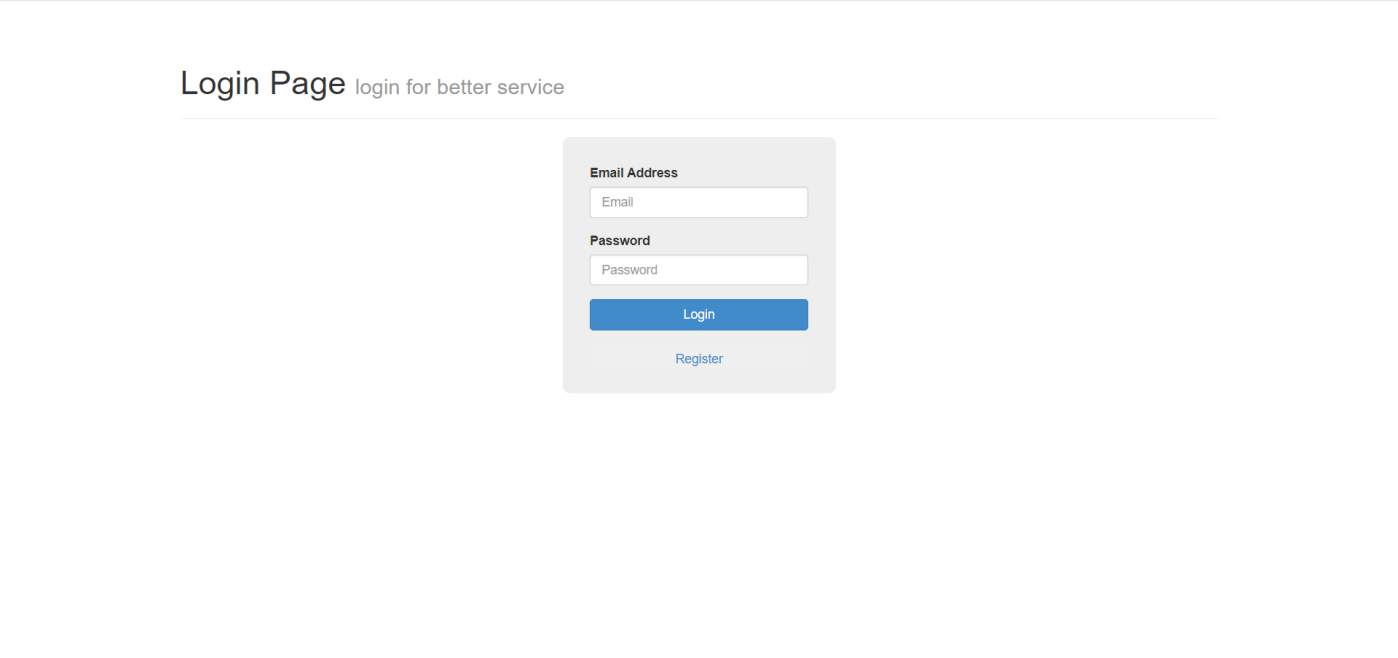 Login Page login for better service
Email Address
Email
Password
Password
Login
Register